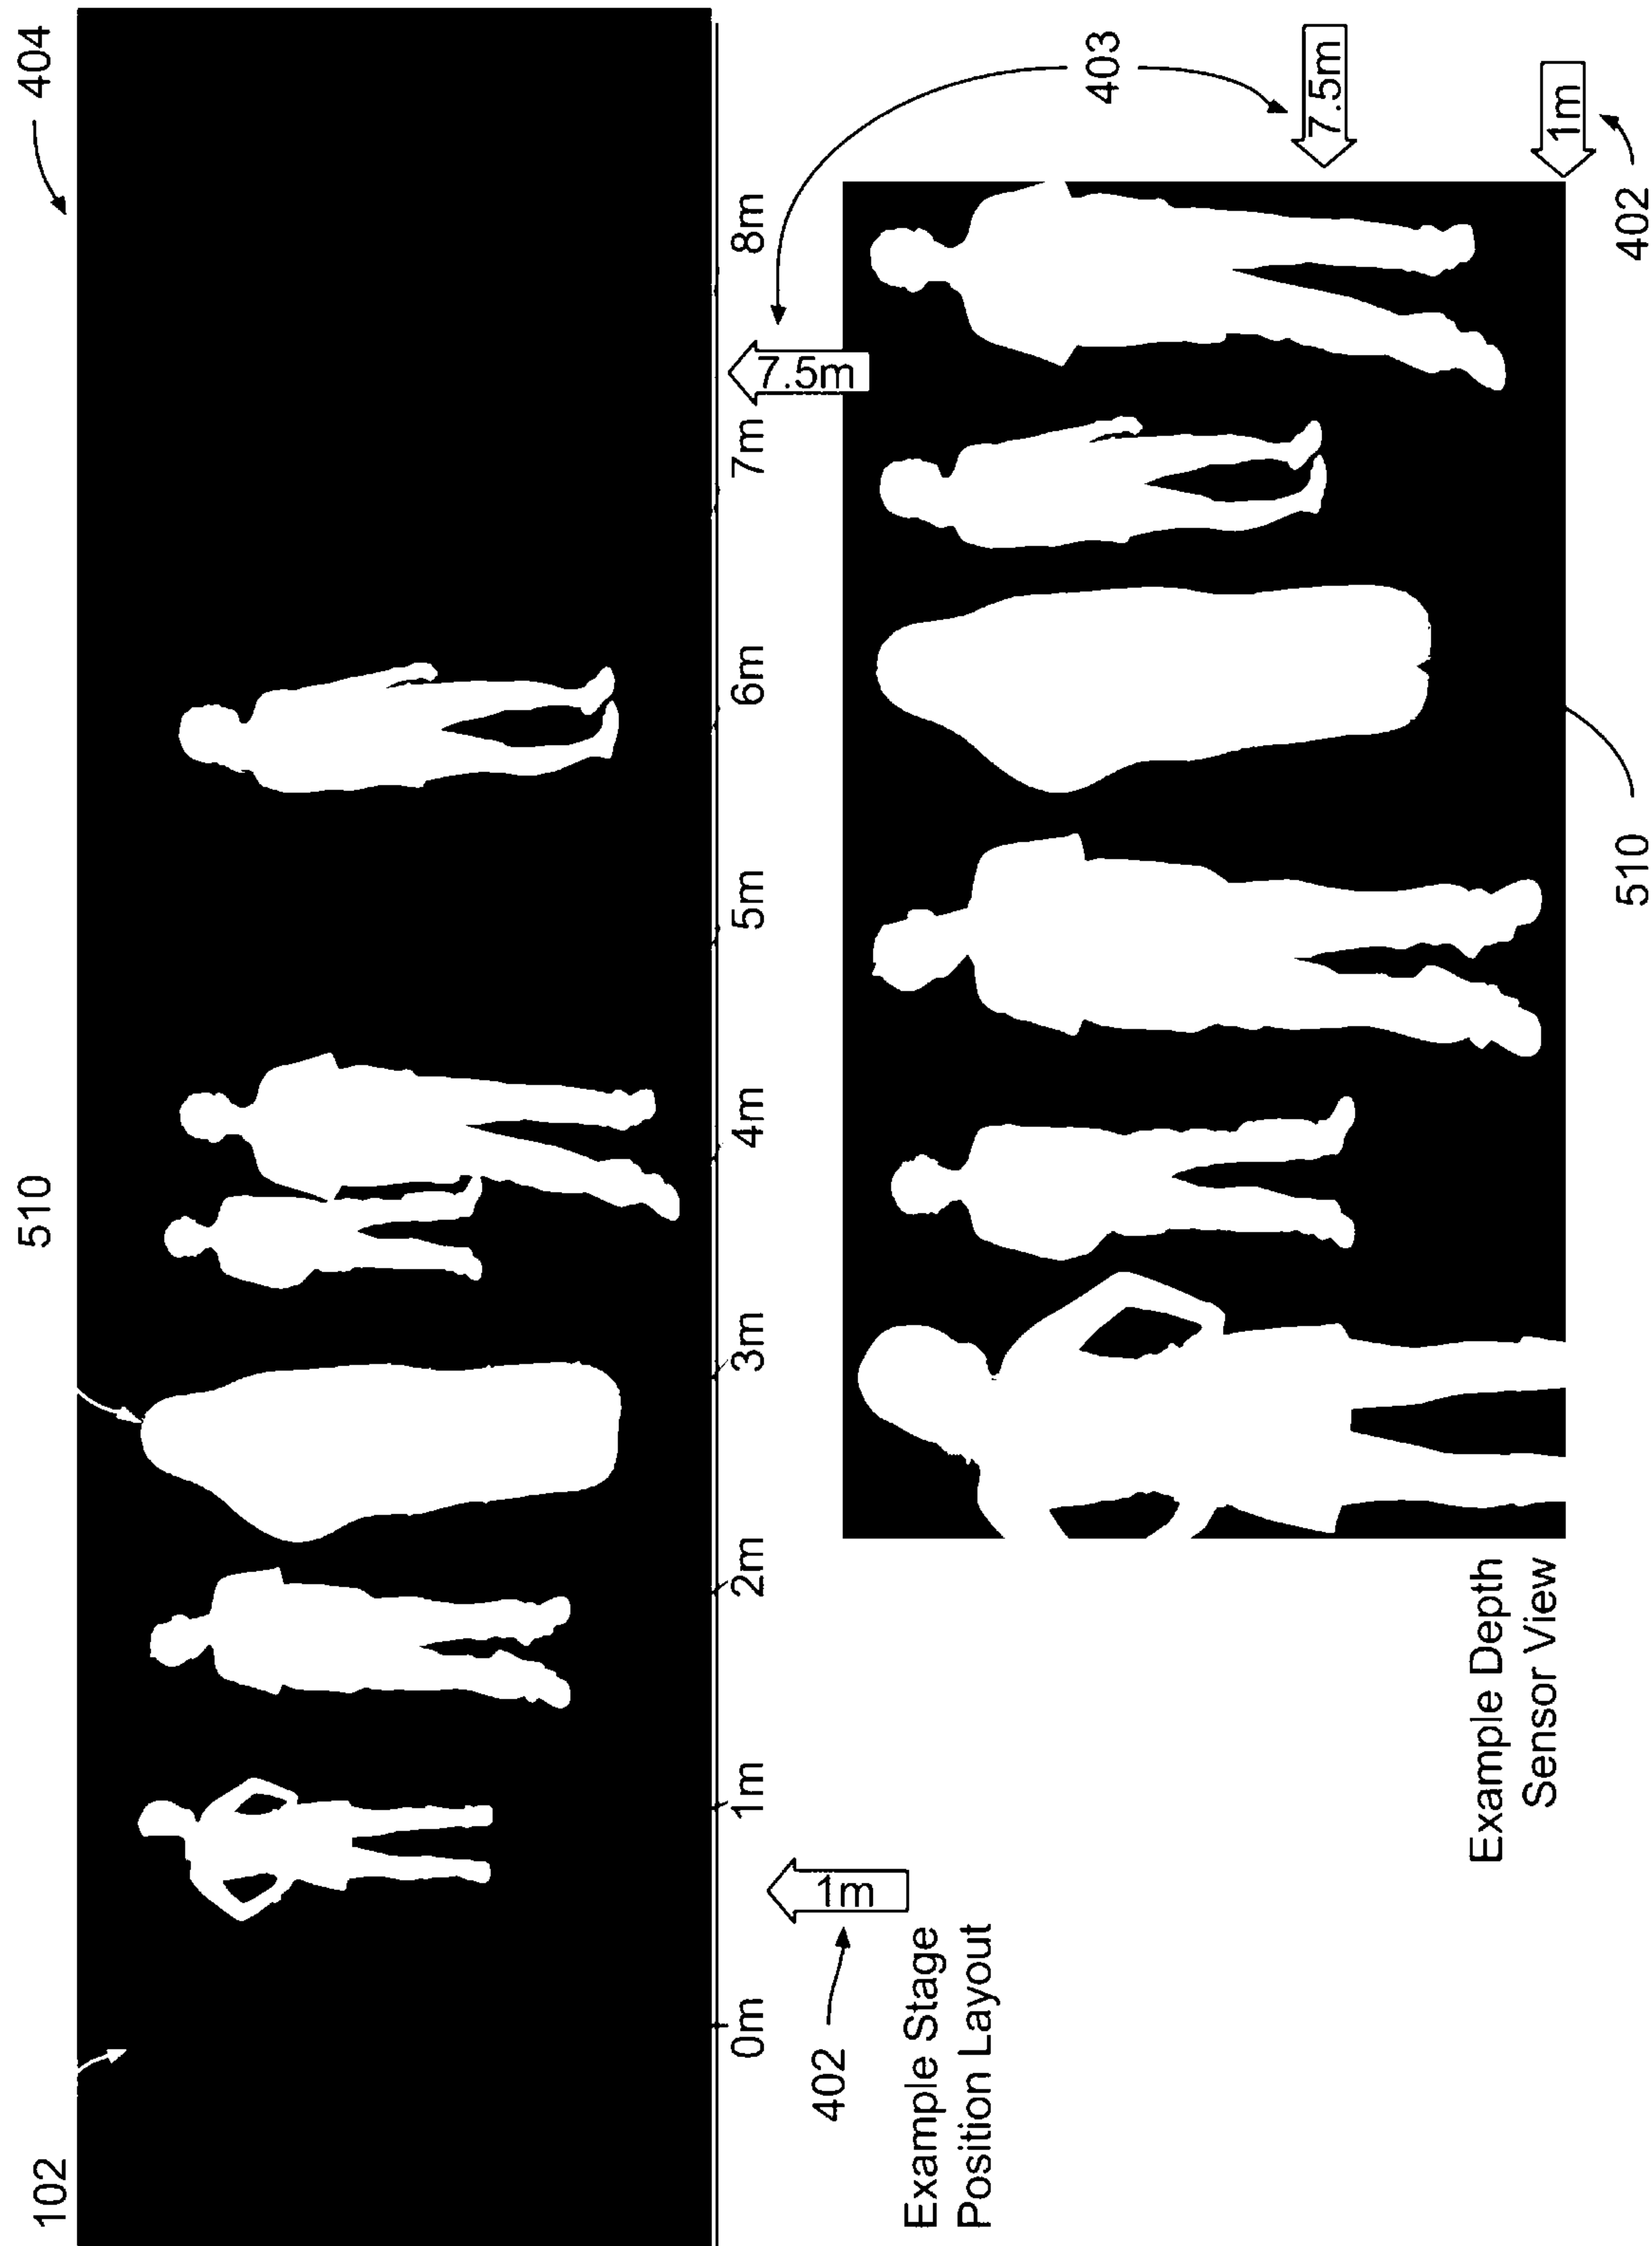 102
510
404
0m 1m 2m 3m 4m 5m 6m 7m 8m
402
1m
7.5m
Example Stage
Position Layout
403
7.5m
Example Depth
Sensor View
1m
510
402